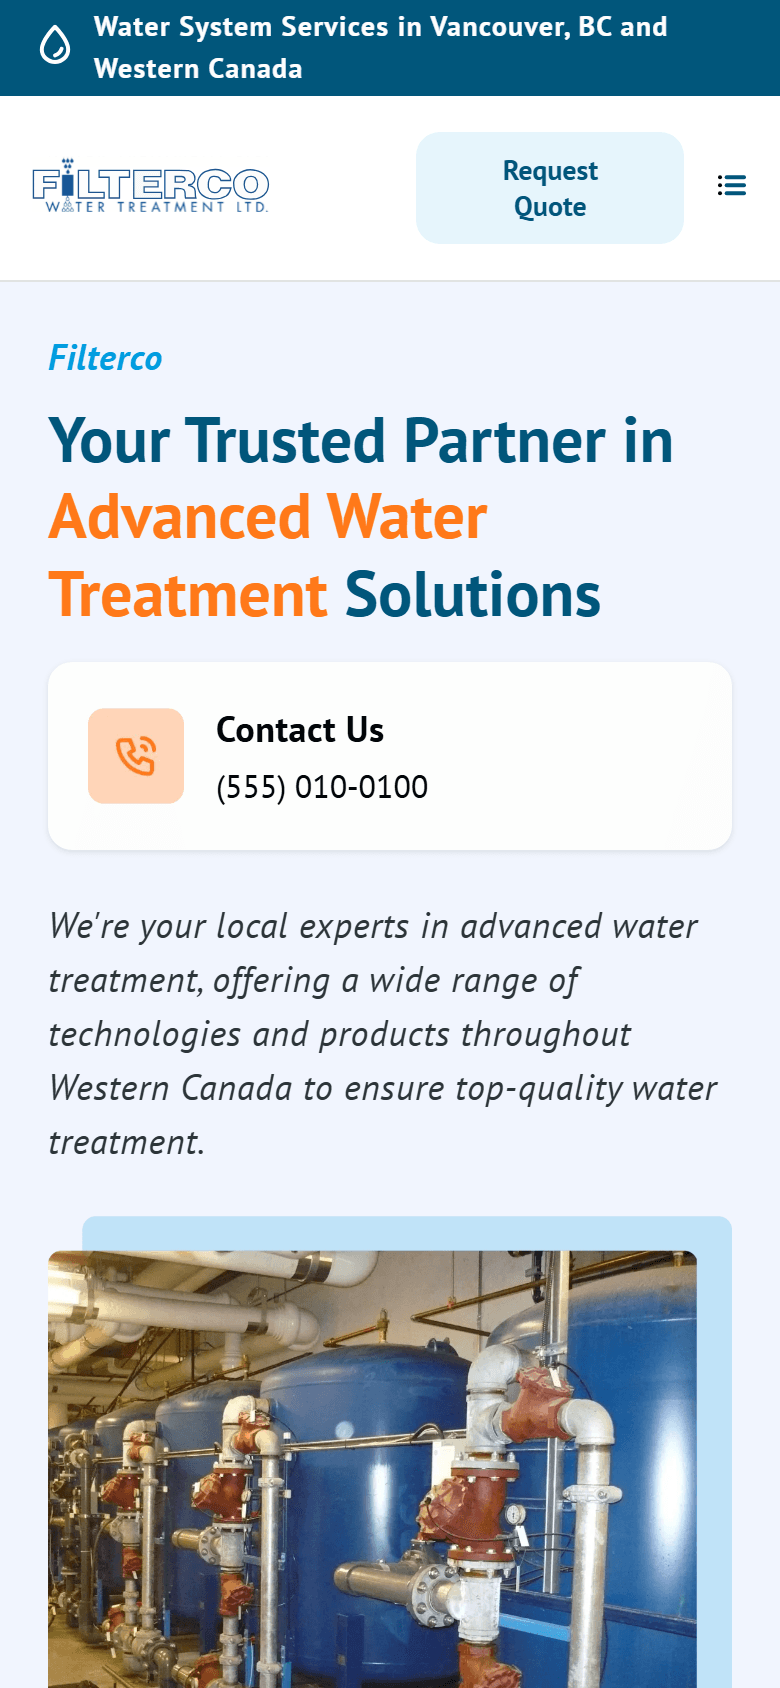 Water System Services in Vancouver, BC and
Western Canada
FILTERCO
WATER TREATMENT LTD.
Request
Quote
Filterco
Your Trusted Partner in
Advanced Water
Treatment Solutions
Contact Us
(555) 010-0100
We're your local experts in advanced water
treatment, offering a wide range of
technologies and products throughout
Western Canada to ensure top-quality water
treatment.